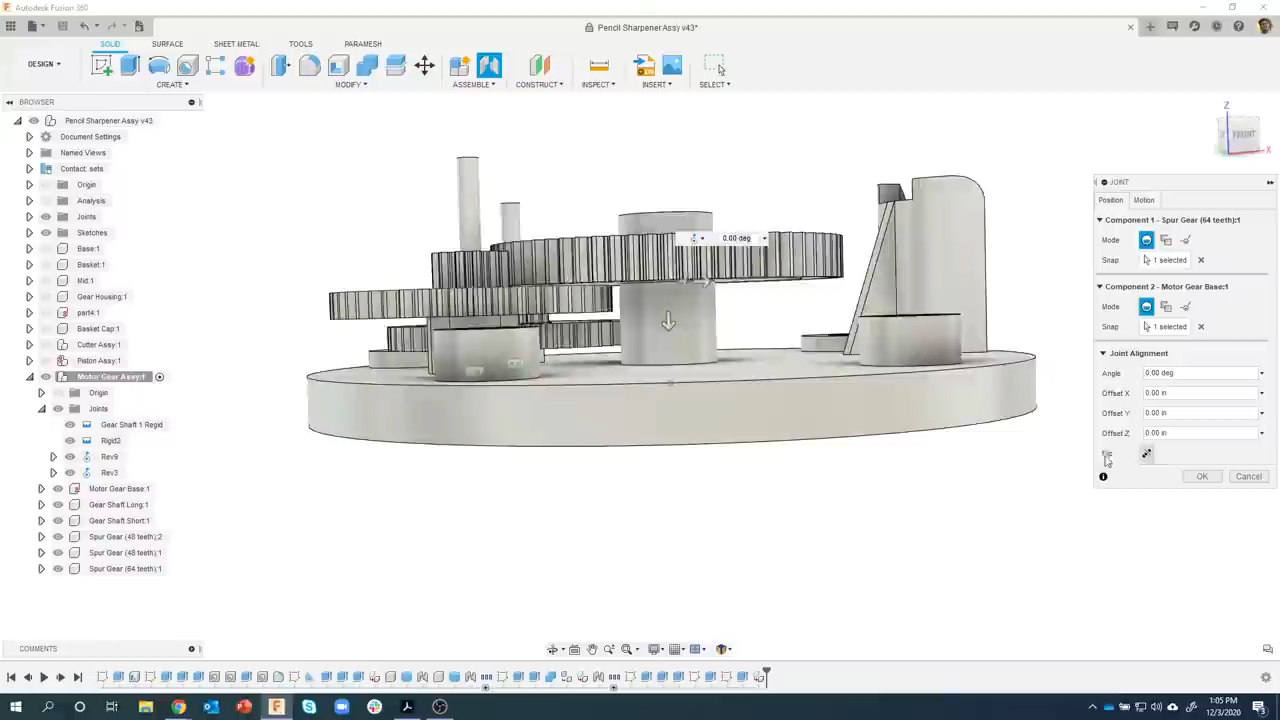 Autodesk Fusion 360
Pencil Sharpener Assy v43*
SOLID SURFACE SHEET METAL TOOLS PARAMESH
DESIGN
CREATE MODIFY ASSEMBLE CONSTRUCT INSPECT INSERT SELECT
BROWSER
Pencil Sharpener Assy v43
Document Settings
Named Views
Contact: sets
Origin
Analysis
Joints
Sketches
Base:1
Basket:1
Mid:1
Gear Housing:1
part4:1
Basket Cap:1
Cutter Assy:1
Piston Assy:1
Motor Gear Assy:1
Origin
Joints
Gear Shaft 1 Regid
Rigid2
Rev9
Rev3
Motor Gear Base:1
Gear Shaft Long:1
Gear Shaft Short:1
Spur Gear (48 teeth):2
Spur Gear (48 teeth):1
Spur Gear (64 teeth):1
0.00 deg
Z
FRONT
X
JOINT
Position Motion
Component 1 - Spur Gear (64 teeth):1
Mode
Snap 1 selected
Component 2 - Motor Gear Base:1
Mode
Snap 1 selected
Joint Alignment
Angle 0.00 deg
Offset X 0.00 in
Offset Y 0.00 in
Offset Z 0.00 in
OK Cancel
COMMENTS
1:05 PM
12/3/2020